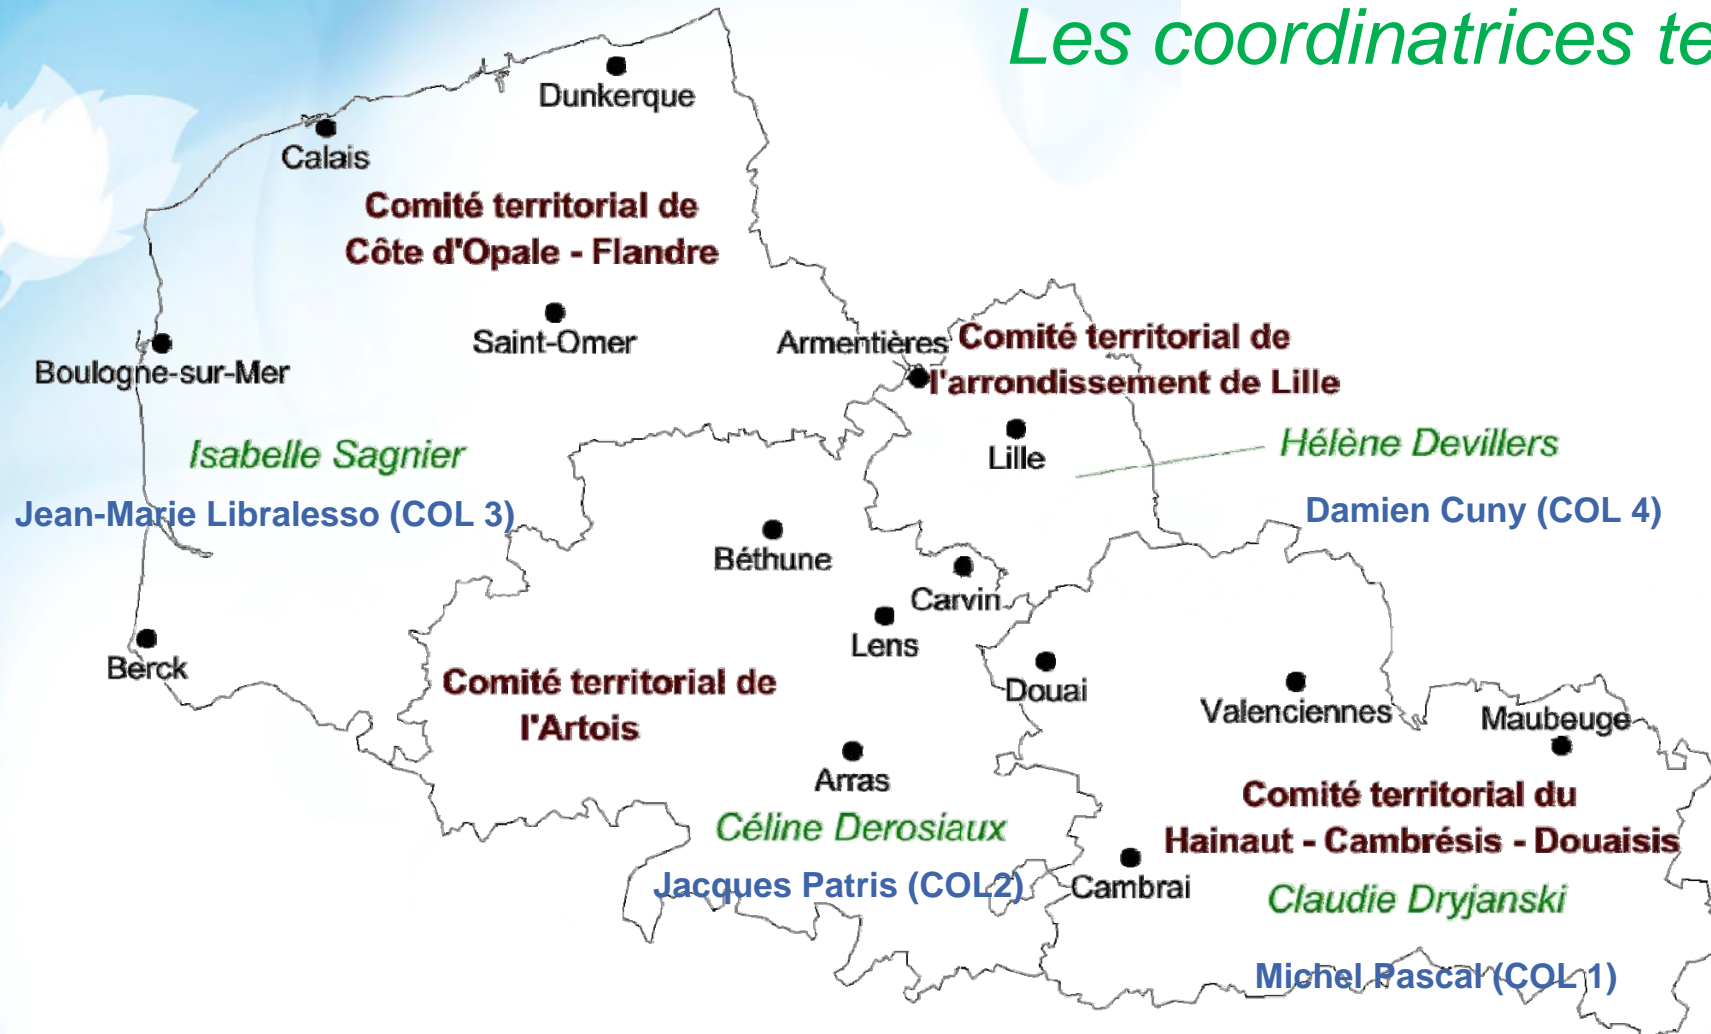 Les coordinatrices te
Dunkerque
Calais
Comité territorial de
Côte d'Opale - Flandre
Saint-Omer
Boulogne-sur-Mer
Armentières
Comité territorial de
l'arrondissement de Lille
Lille
Isabelle Sagnier
Hélène Devillers
Jean-Marie Libralesso (COL 3)
Damien Cuny (COL 4)
Béthune
Carvin
Lens
Berck
Comité territorial de
l'Artois
Douai
Valenciennes
Maubeuge
Arras
Comité territorial du
Hainaut - Cambrésis - Douaisis
Céline Derosiaux
Jacques Patris (COL2)
Cambrai
Claudie Dryjanski
Michel Pascal (COL 1)